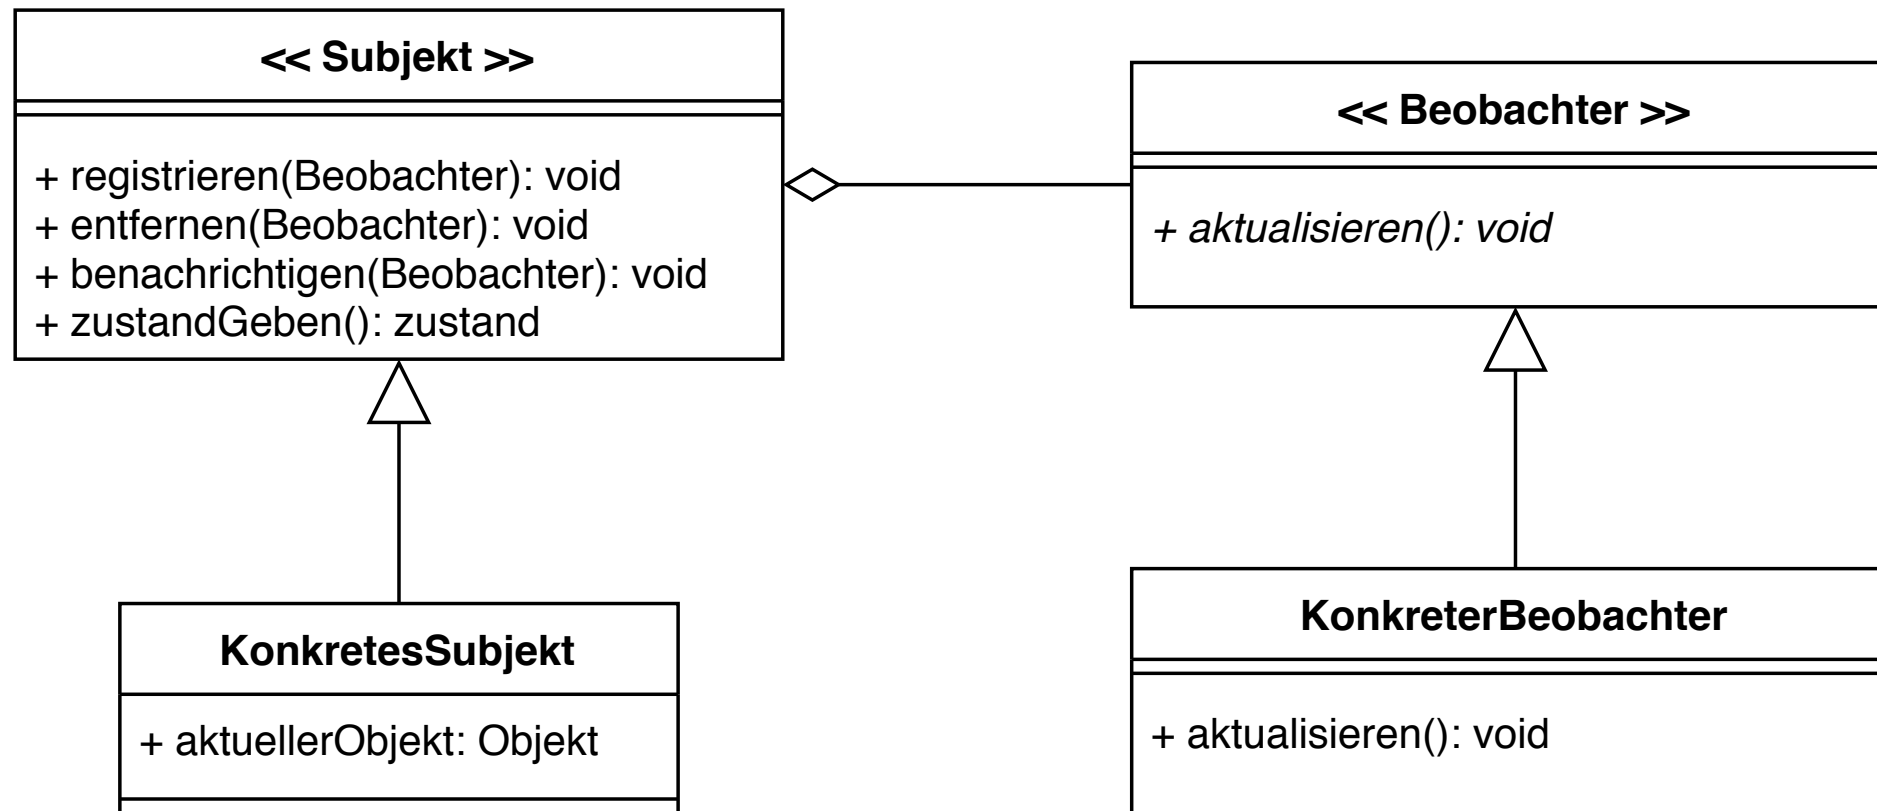 << Subjekt >>
+ registrieren(Beobachter): void
+ entfernen(Beobachter): void
+ benachrichtigen(Beobachter): void
+ zustandGeben(): zustand
<< Beobachter >>
+ aktualisieren(): void
KonkretesSubjekt
+ aktuellerObjekt: Objekt
KonkreterBeobachter
+ aktualisieren(): void